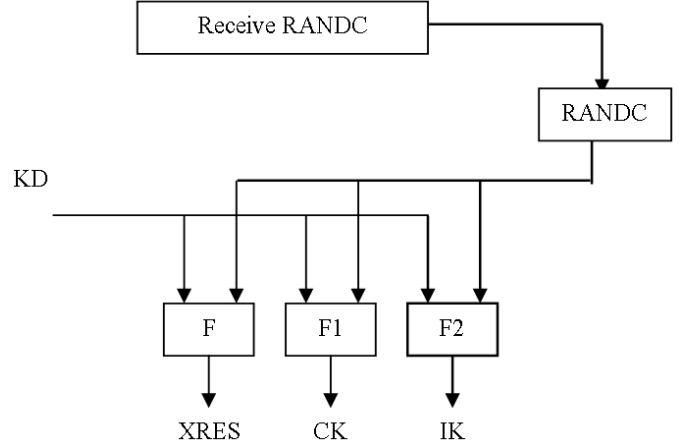 Receive RANDC
RANDC
KD
F
F1
F2
XRES
CK
IK